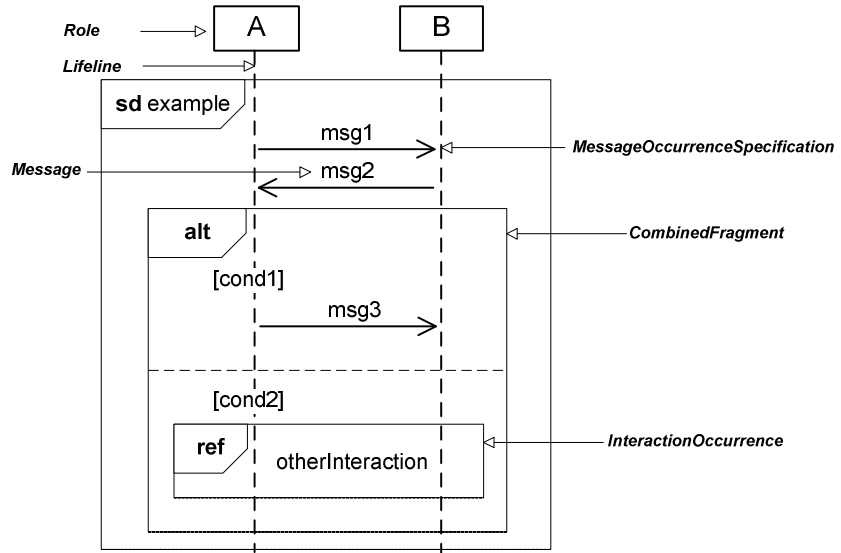 Role
A
B
Lifeline
sd example
msg1
MessageOccurrenceSpecification
Message
msg2
alt
CombinedFragment
[cond1]
msg3
[cond2]
ref
otherInteraction
InteractionOccurrence